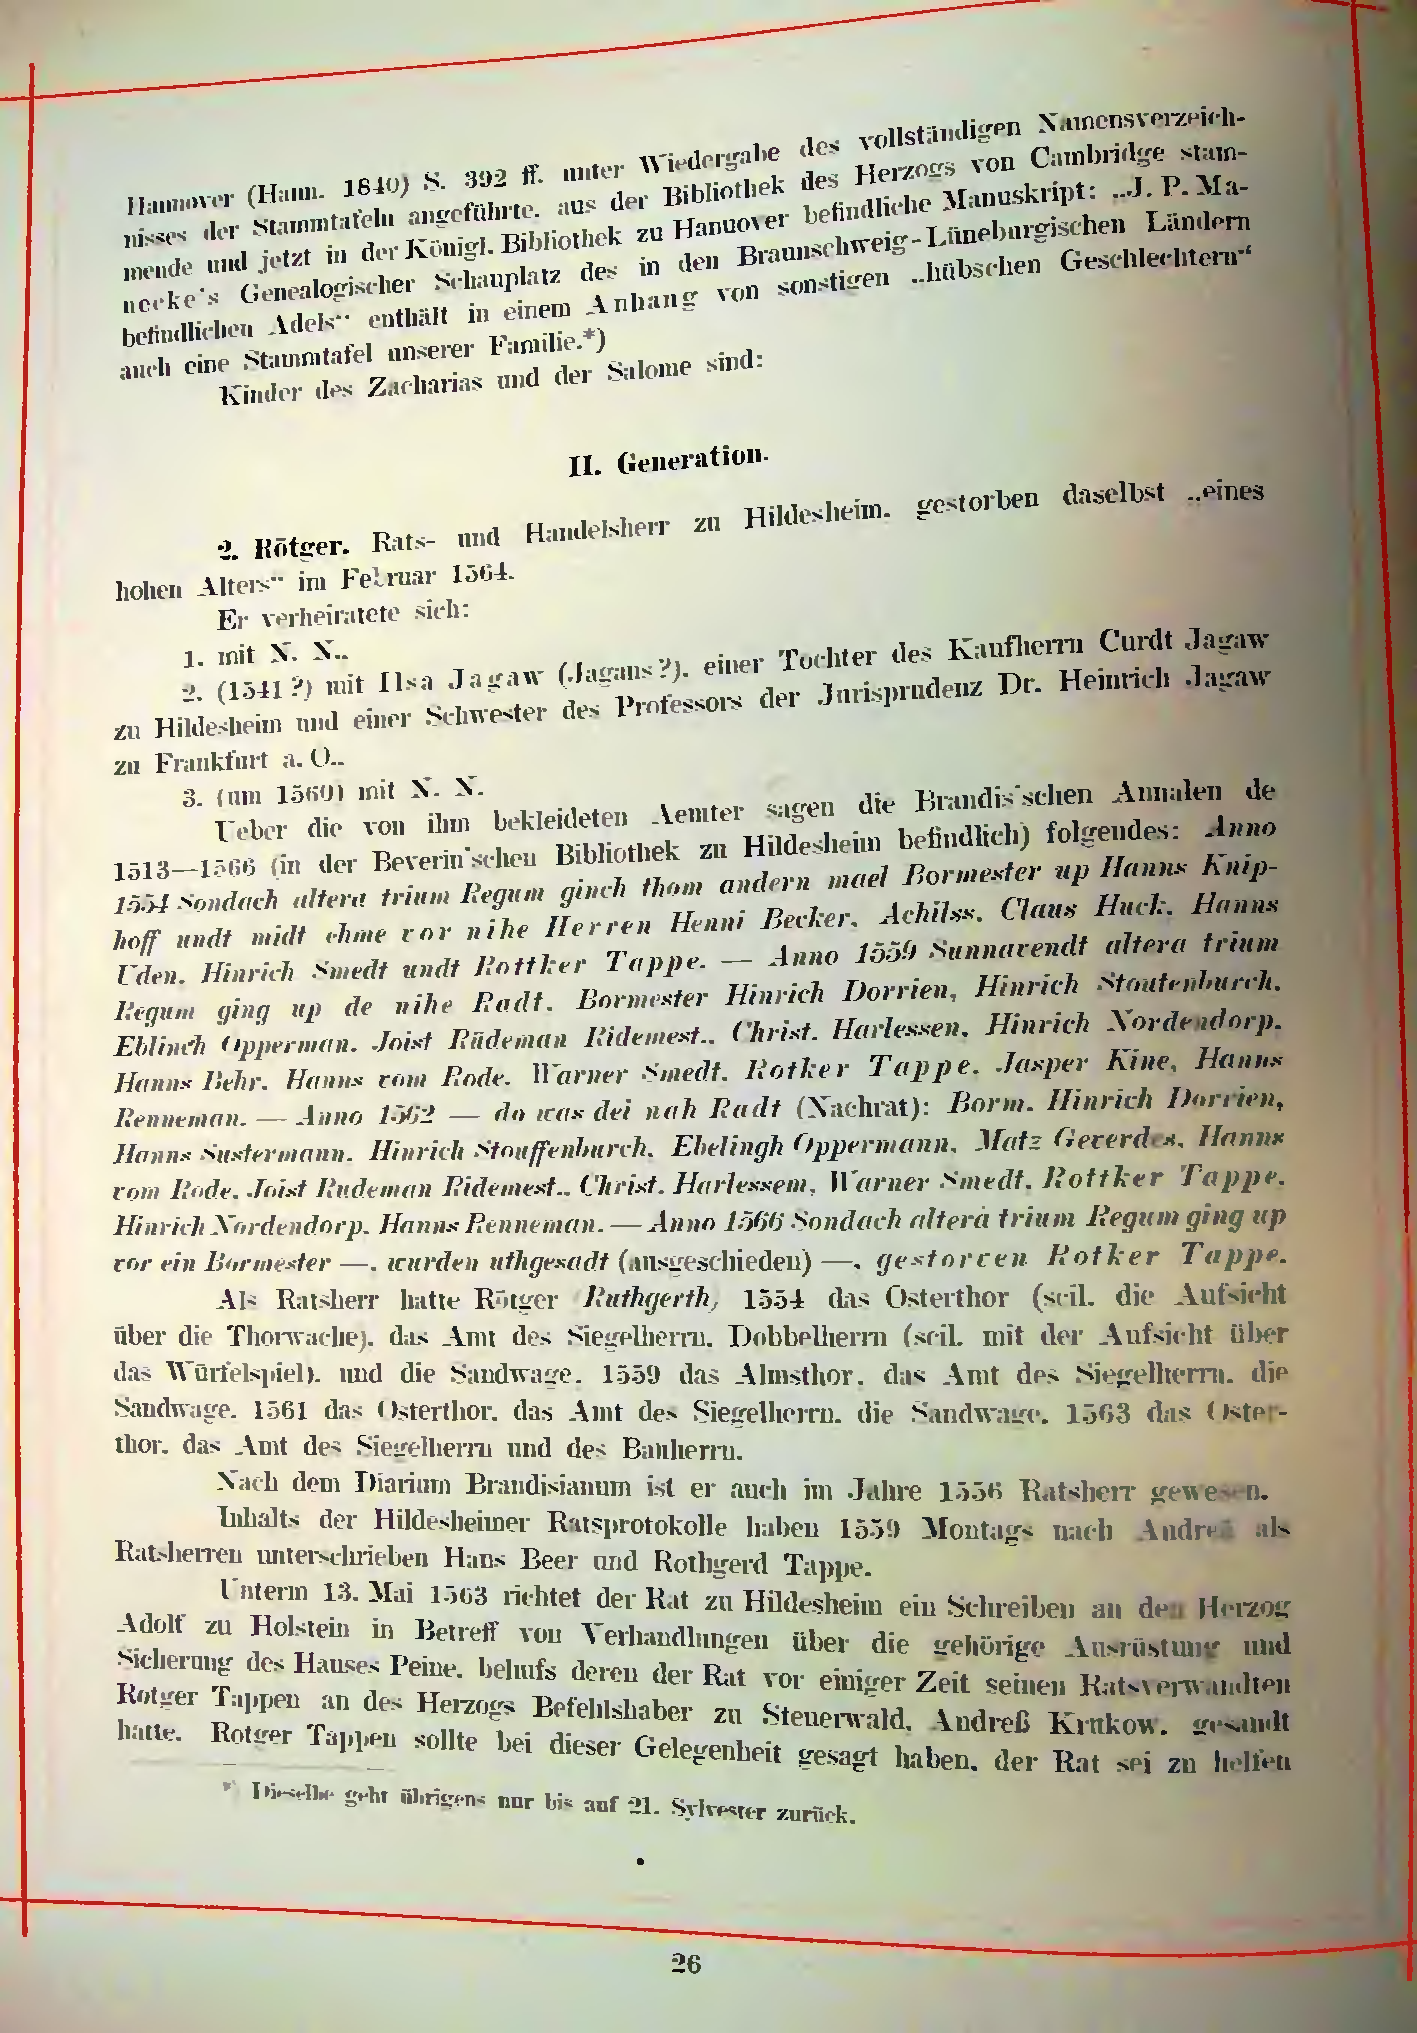 Hannover (Hann. 1840) S. 392 ff. unter Wiedergabe des vollständigen Namensverzeich-
nisses der Stammtafeln angeführte, aus der Bibliothek des Herzogs von Cambridge stam-
mende und jetzt in der Königl. Bibliothek zu Hannover befindliche Manuskript: „J. P. Ma-
necke's Genealogischer Schauplatz des in den Braunschweig-Lüneburgischen Ländern
befindlichen Adels“ enthält in einem Anhang von sonstigen „hübschen Geschlechtern“
auch eine Stammtafel unserer Familie.*)
Kinder des Zacharias und der Salome sind:
II. Generation.
2. Rötger, Rats- und Handelsherr zu Hildesheim, gestorben daselbst „eines
hohen Alters“ im Februar 1564.
Er verheiratete sich:
1. mit N. N.,
2. (1541?) mit Ilsa Jagaw (Jagans?), einer Tochter des Kaufherrn Curdt Jagaw
zu Hildesheim und einer Schwester des Professors der Jurisprudenz Dr. Heinrich Jagaw
zu Frankfurt a. O.,
3. (um 1560) mit N. N.
Ueber die von ihm bekleideten Aemter sagen die Brandis'schen Annalen de
1513—1566 (in der Beverin'schen Bibliothek zu Hildesheim befindlich) folgendes: Anno
1554 Sondach altera trium Regum ginch thom andern mael Bormester up Hanns Knip-
hoff undt midt ehme vor nihe Herren Henni Becker, Achilss, Claus Huck, Hanns
Uden, Hinrich Smedt undt Rottker Tappe. — Anno 1559 Sunnavendt altera trium
Regum ging up de nihe Radt, Bormester Hinrich Dorrien, Hinrich Stoutenburch,
Eblinch Opperman, Joist Rüdeman Ridemest., Christ. Harlessen, Hinrich Nordendorp,
Hanns Behr, Hanns vom Rode, Warner Smedt, Rotker Tappe, Jasper Kine, Hanns
Renneman. — Anno 1562 — do was dei nah Radt (Nachrat): Borm. Hinrich Dorrien,
Hanns Sustermann, Hinrich Stouffenburch, Ebelingh Oppermann, Matz Geverdes, Hanns
vom Rode, Joist Rudeman Ridemest., Christ. Harlessem, Warner Smedt, Rottker Tappe,
Hinrich Nordendorp, Hanns Renneman. — Anno 1566 Sondach altera trium Regum ging up
vor ein Bormester —, wurden uthgesadt (ausgeschieden) —, gestorven Rotker Tappe.
Als Ratsherr hatte Rötger (Ruthgerth) 1554 das Osterthor (scil. die Aufsicht
über die Thorwache), das Amt des Siegelherrn, Dobbelherrn (scil. mit der Aufsicht über
das Würfelspiel), und die Sandwage, 1559 das Almsthor, das Amt des Siegelherrn, die
Sandwage, 1561 das Osterthor, das Amt des Siegelherrn, die Sandwage, 1563 das Oster-
thor, das Amt des Siegelherrn und des Bauherrn.
Nach dem Diarium Brandisianum ist er auch im Jahre 1556 Ratsherr gewesen.
Inhalts der Hildesheimer Ratsprotokolle haben 1559 Montags nach Andreä als
Ratsherren unterschrieben Hans Beer und Rothgerd Tappe.
Unterm 13. Mai 1563 richtet der Rat zu Hildesheim ein Schreiben an den Herzog
Adolf zu Holstein in Betreff von Verhandlungen über die gehörige Ausrüstung und
Sicherung des Hauses Peine, behufs deren der Rat vor einiger Zeit seinen Ratsverwandten
Rotger Tappen an des Herzogs Befehlshaber zu Steuerwald, Andreß Krukow, gesandt
hatte. Rotger Tappen sollte bei dieser Gelegenheit gesagt haben, der Rat sei zu helfen
*) Dieselbe geht übrigens nur bis auf 21. Sylvester zurück.
26